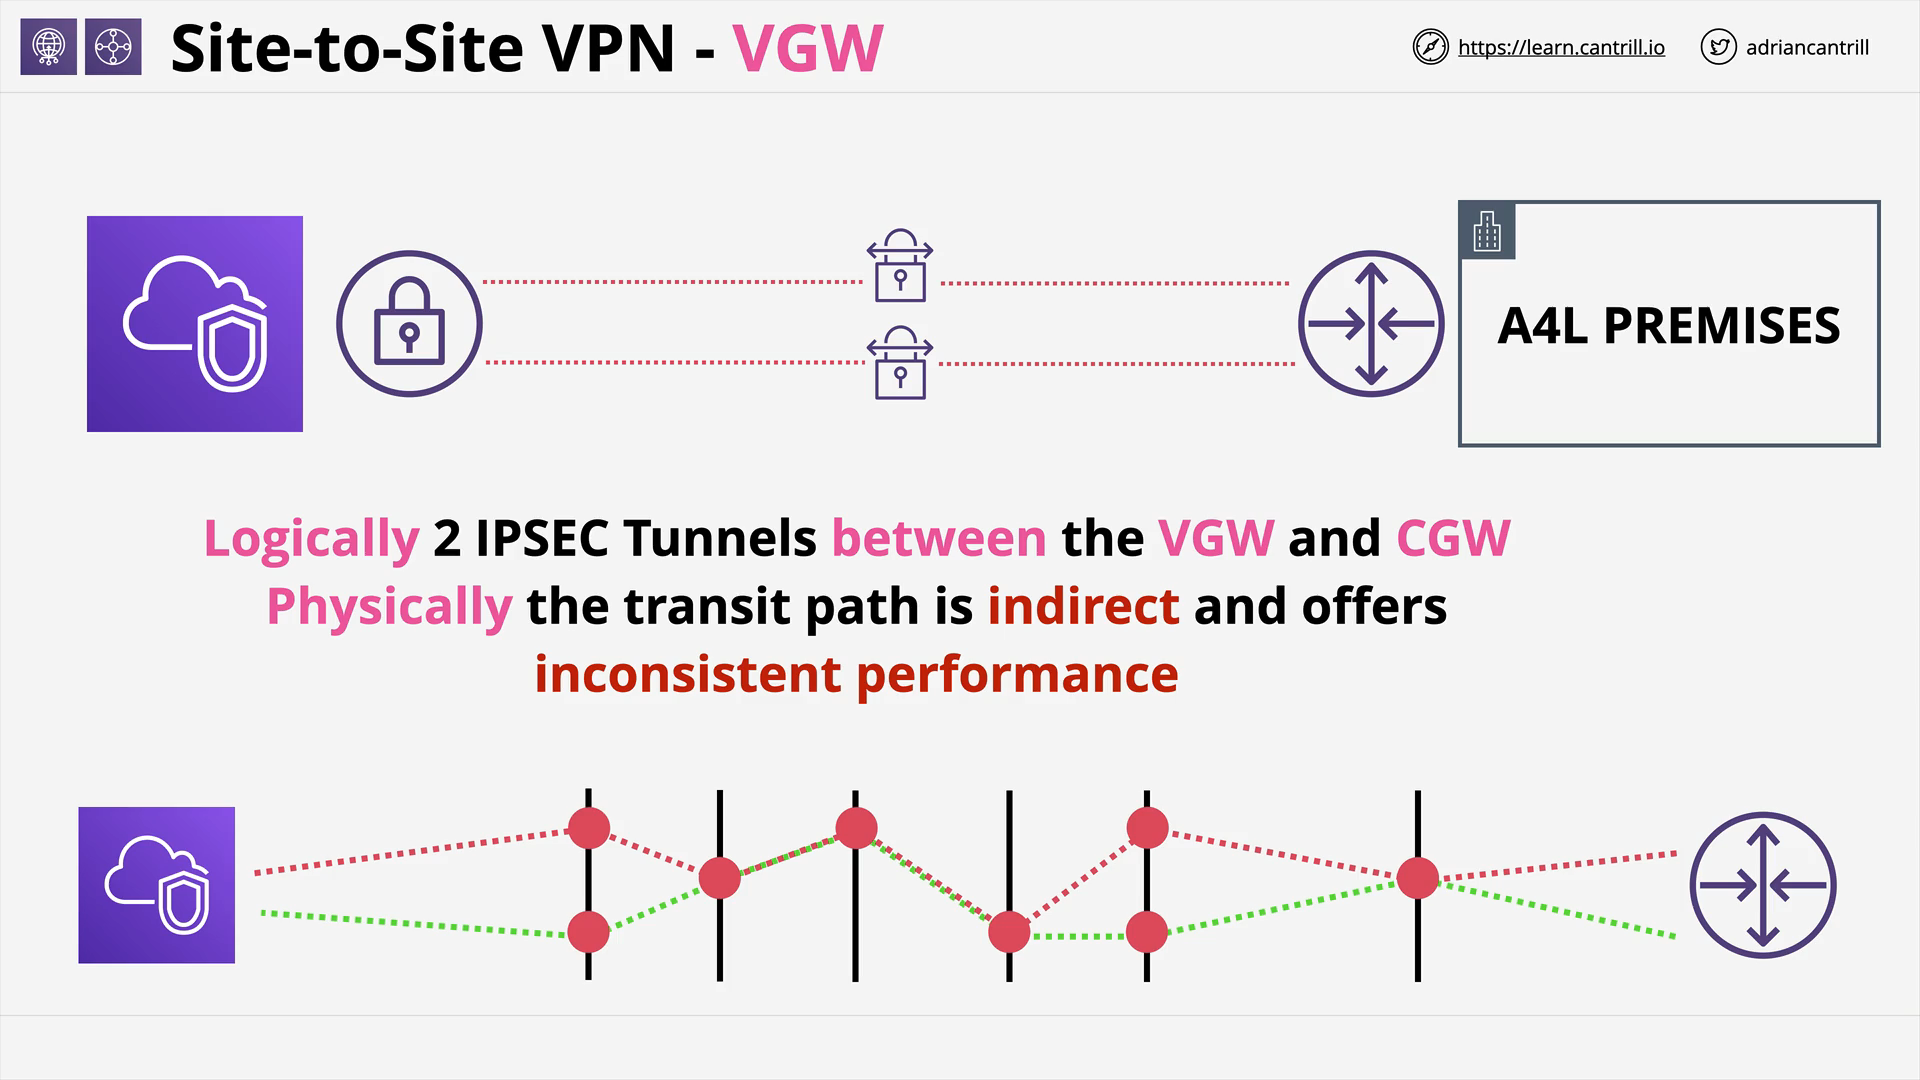 Site-to-Site VPN - VGW
https://learn.cantrill.io
adriancantrill
A4L PREMISES
Logically 2 IPSEC Tunnels between the VGW and CGW
Physically the transit path is indirect and offers
inconsistent performance